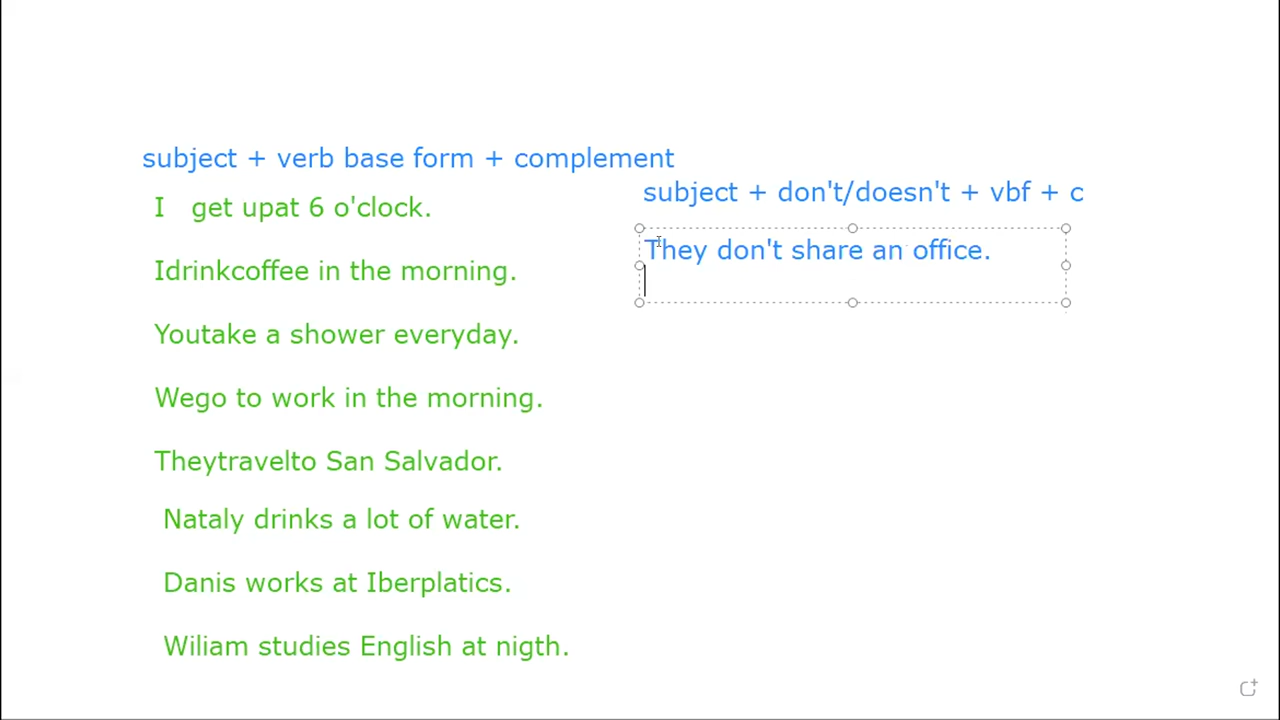 subject + verb base form + complement
I get upat 6 o'clock.
Idrinkcoffee in the morning.
Youtake a shower everyday.
Wego to work in the morning.
Theytravelto San Salvador.
Nataly drinks a lot of water.
Danis works at Iberplatics.
Wiliam studies English at nigth.
subject + don't/doesn't + vbf + c
They don't share an office.